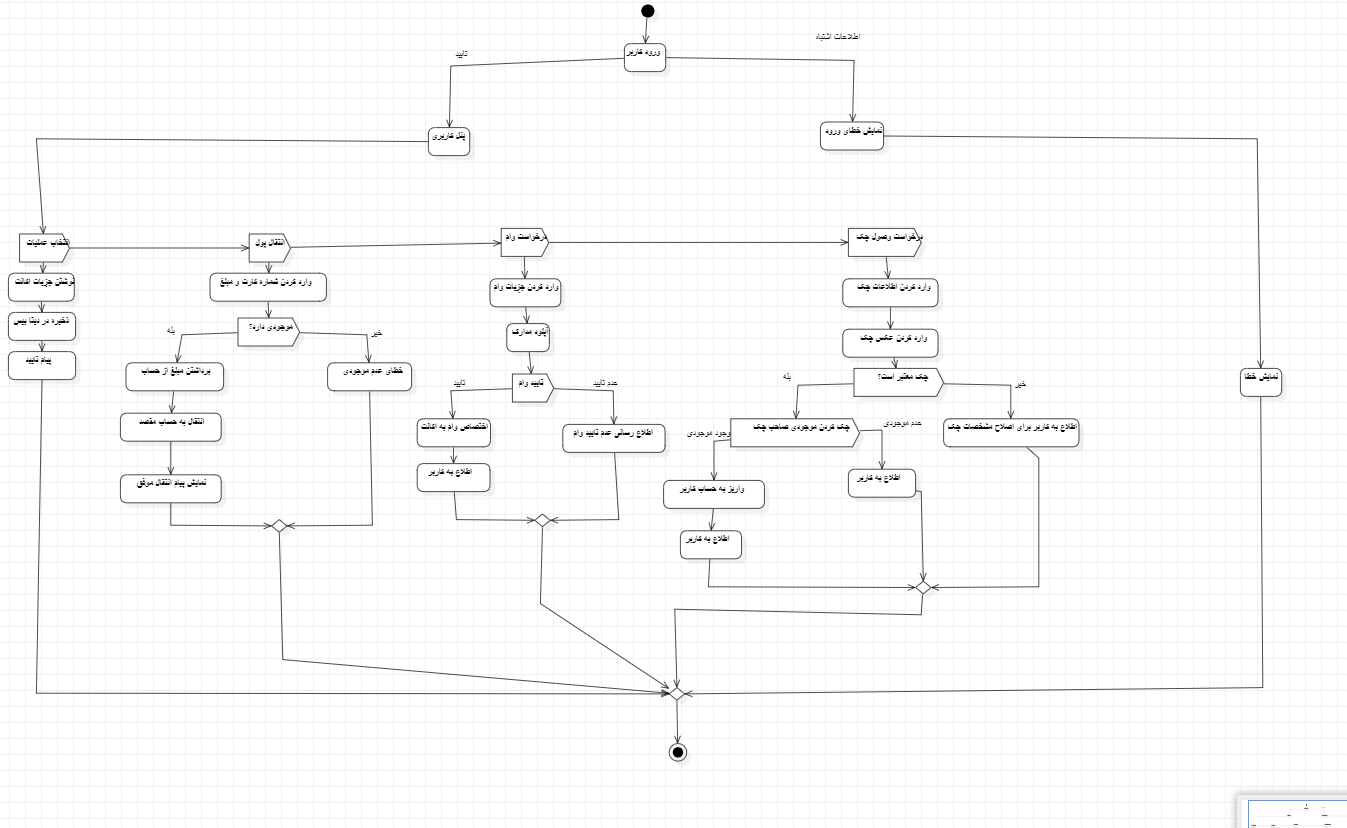 اطلاعات اشتباه
ورود کاربر
تایید
پنل کاربری
نمایش خطای ورود
انتخاب عملیات
انتقال پول
درخواست وام
درخواست وصول چک
نوشتن جزیات اکانت
وارد کردن شماره کارت و مبلغ
وارد کردن جزیات وام
وارد کردن اطلاعات چک
ذخیره در دیتا بیس
موجودی دارد؟
بله
خیر
آپلود مدارک
وارد کردن عکس چک
پیام تایید
برداشتن مبلغ از حساب
خطای عدم موجودی
تایید وام
تایید
عدم تایید
چک معتبر است؟
بله
خیر
نمایش خطا
انتقال به حساب مقصد
اختصاص وام به اکانت
اطلاع رسانی عدم تایید وام
چک کردن موجودی صاحب چک
وجود موجودی
عدم موجودی
اطلاع به کاربر برای اصلاح مشخصات چک
نمایش پیام انتقال موفق
اطلاع به کاربر
واریز به حساب کاربر
اطلاع به کاربر
اطلاع به کاربر